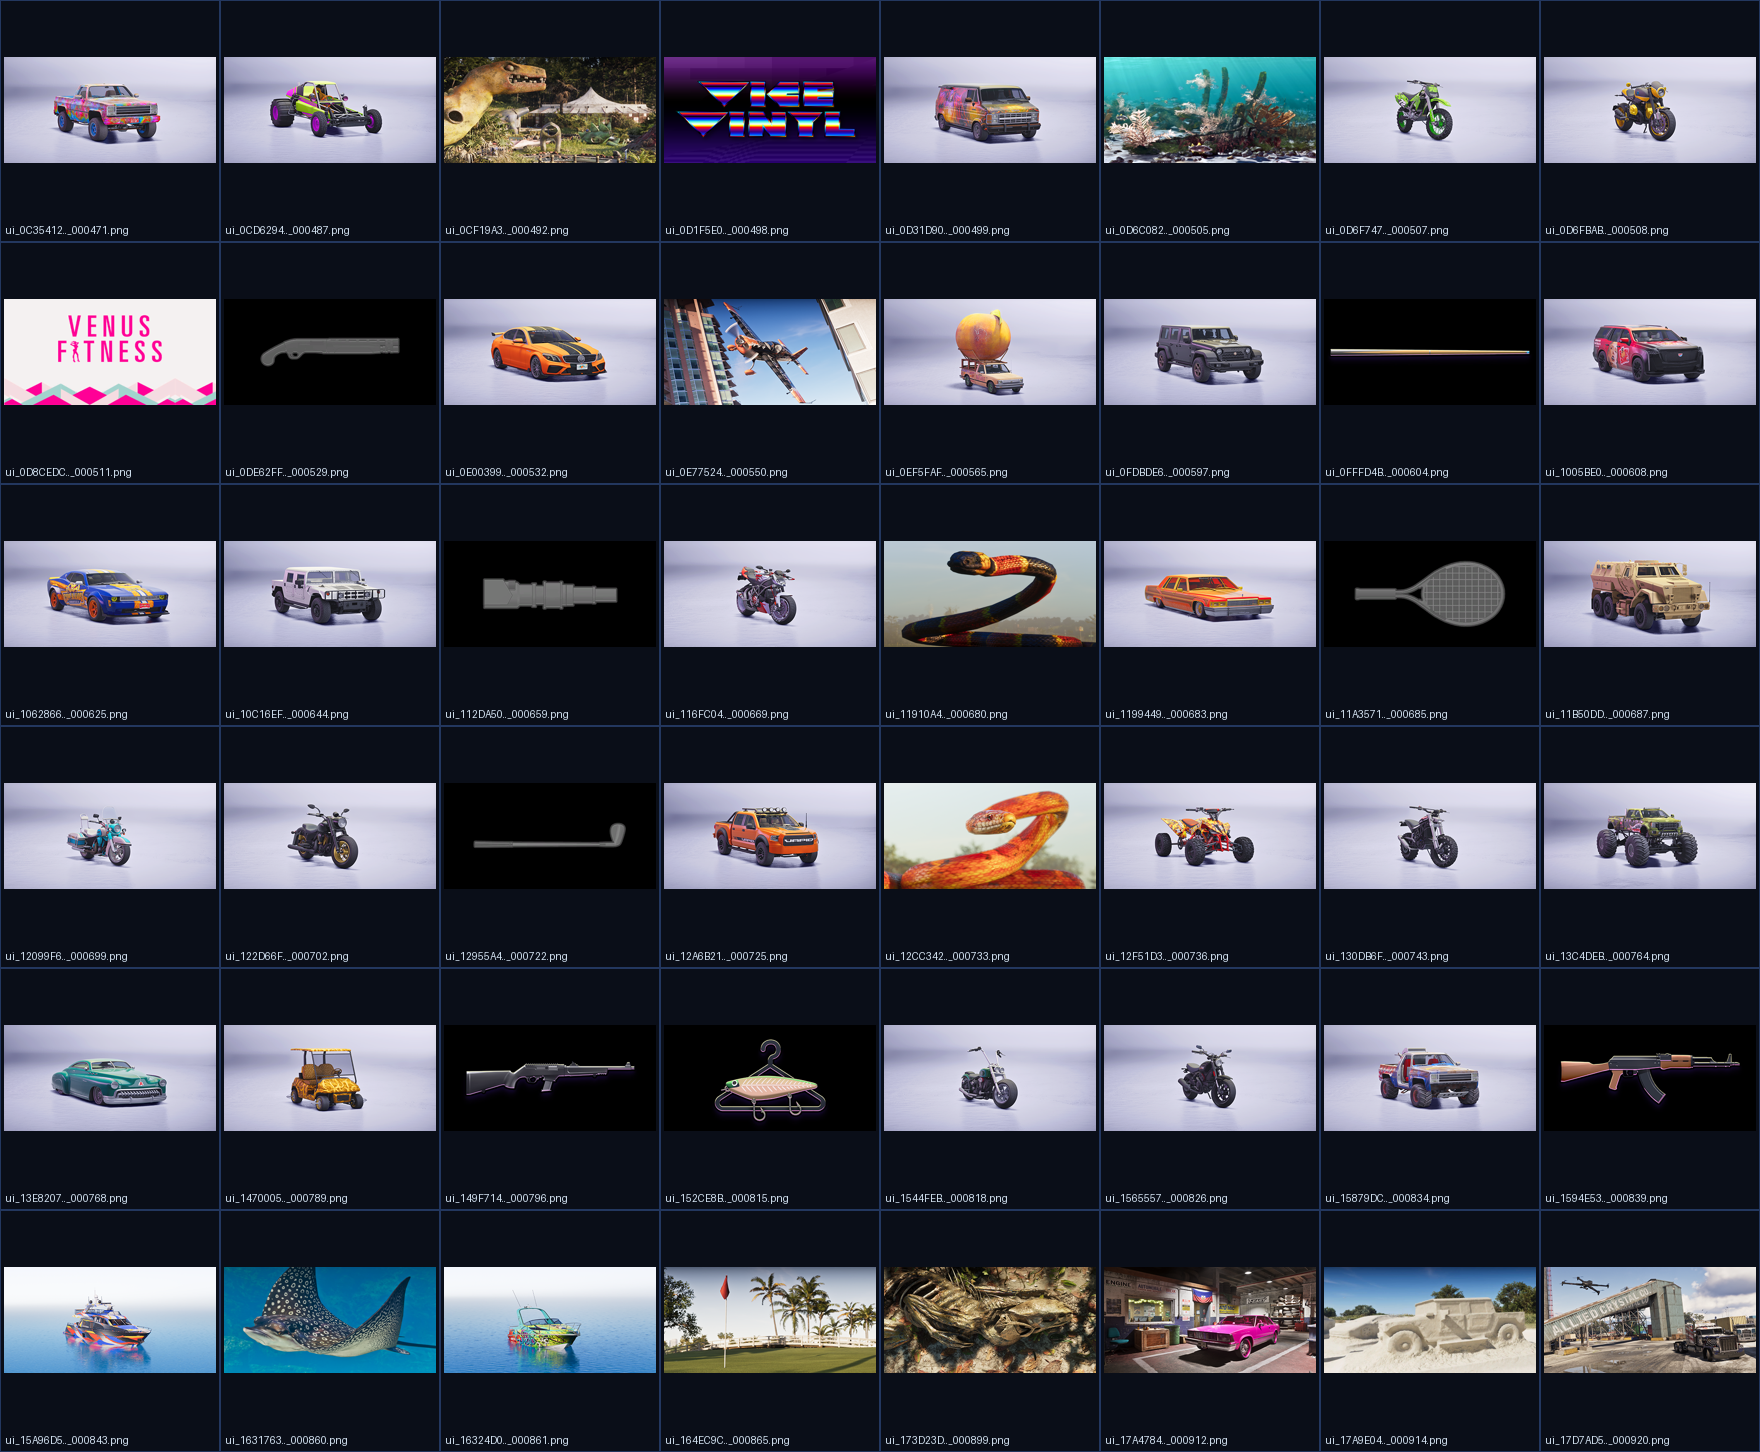 VICE
VINYL
ui_0C35412.._000471.png
ui_0CD6294.._000487.png
ui_0CF19A3.._000492.png
ui_0D1F5E0.._000498.png
ui_0D31D90.._000499.png
ui_0D6C082.._000505.png
ui_0D6F747.._000507.png
ui_0D6FBAB.._000508.png
VENUS
FITNESS
ui_0D8CEDC.._000511.png
ui_0DE62FF.._000529.png
ui_0E00399.._000532.png
ui_0E77524.._000550.png
ui_0EF5FAF.._000565.png
ui_0FDBDE6.._000597.png
ui_0FFFD4B.._000604.png
ui_1005BE0.._000608.png
ui_1062866.._000625.png
ui_10C16EF.._000644.png
ui_112DA50.._000659.png
ui_116FC04.._000669.png
ui_11910A4.._000680.png
ui_1199449.._000683.png
ui_11A3571.._000685.png
ui_11B50DD.._000687.png
ui_12099F6.._000699.png
ui_122D66F.._000702.png
ui_12955A4.._000722.png
ui_12A6B21.._000725.png
ui_12CC342.._000733.png
ui_12F51D3.._000736.png
ui_130DB6F.._000743.png
ui_13C4DEB.._000764.png
ui_13E8207.._000768.png
ui_1470005.._000789.png
ui_149F714.._000796.png
ui_152CE8B.._000815.png
ui_1544FEB.._000818.png
ui_1565557.._000826.png
ui_15879DC.._000834.png
ui_1594E53.._000839.png
ENGINE
ALLIED CRYSTAL
ui_15A96D5.._000843.png
ui_1631763.._000860.png
ui_16324D0.._000861.png
ui_164EC9C.._000865.png
ui_173D23D.._000899.png
ui_17A4784.._000912.png
ui_17A9E04.._000914.png
ui_17D7AD5.._000920.png